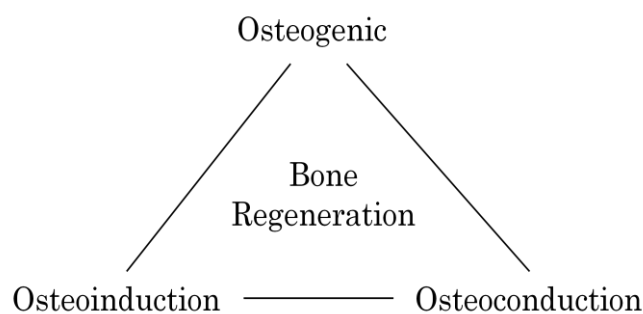 Osteogenic
Bone
Regeneration
Osteoinduction
Osteoconduction